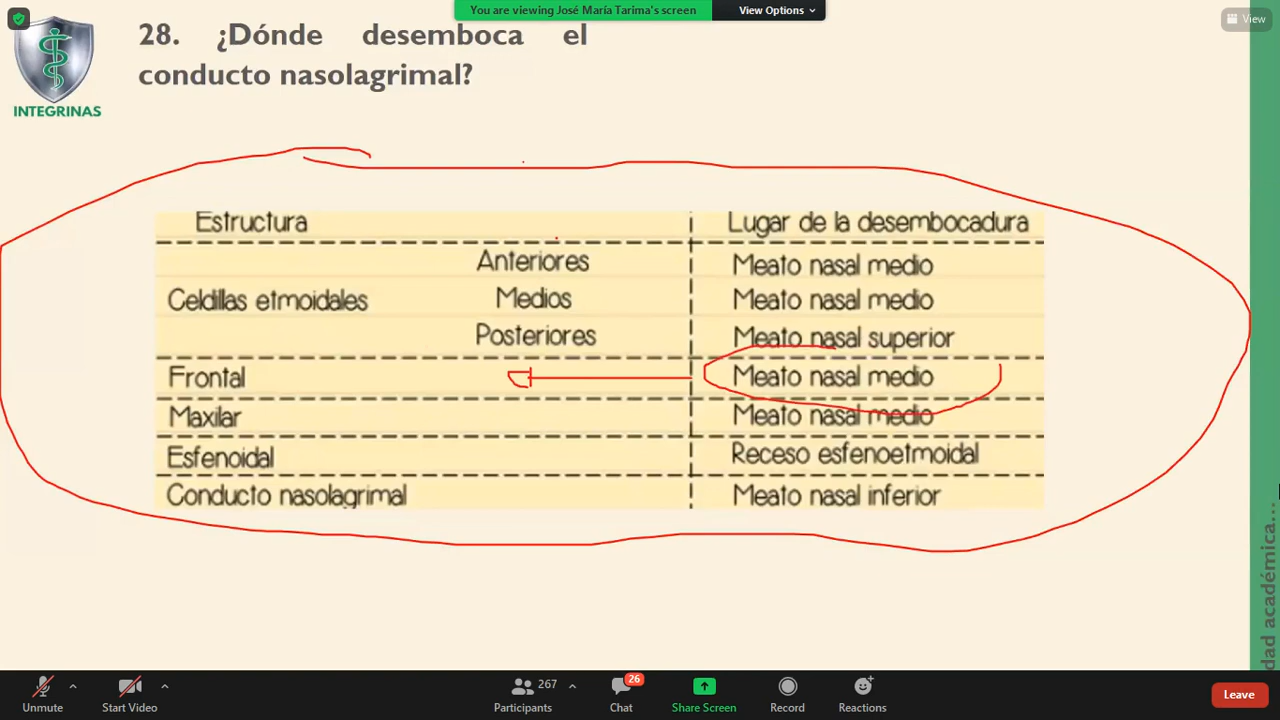 You are viewing José María Tarima's screen
View Options
View
INTEGRINAS
28. ¿Dónde desemboca el
conducto nasolagrimal?
Estructura Lugar de la desembocadura
Anteriores Meato nasal medio
Celdillas etmoidales Medios Meato nasal medio
Posteriores Meato nasal superior
Frontal Meato nasal medio
Maxilar Meato nasal medio
Esfenoidal Receso esfenoetmoidal
Conducto nasolagrimal Meato nasal inferior
dad académica...
Unmute
Start Video
267
Participants
26
Chat
Share Screen
Record
Reactions
Leave